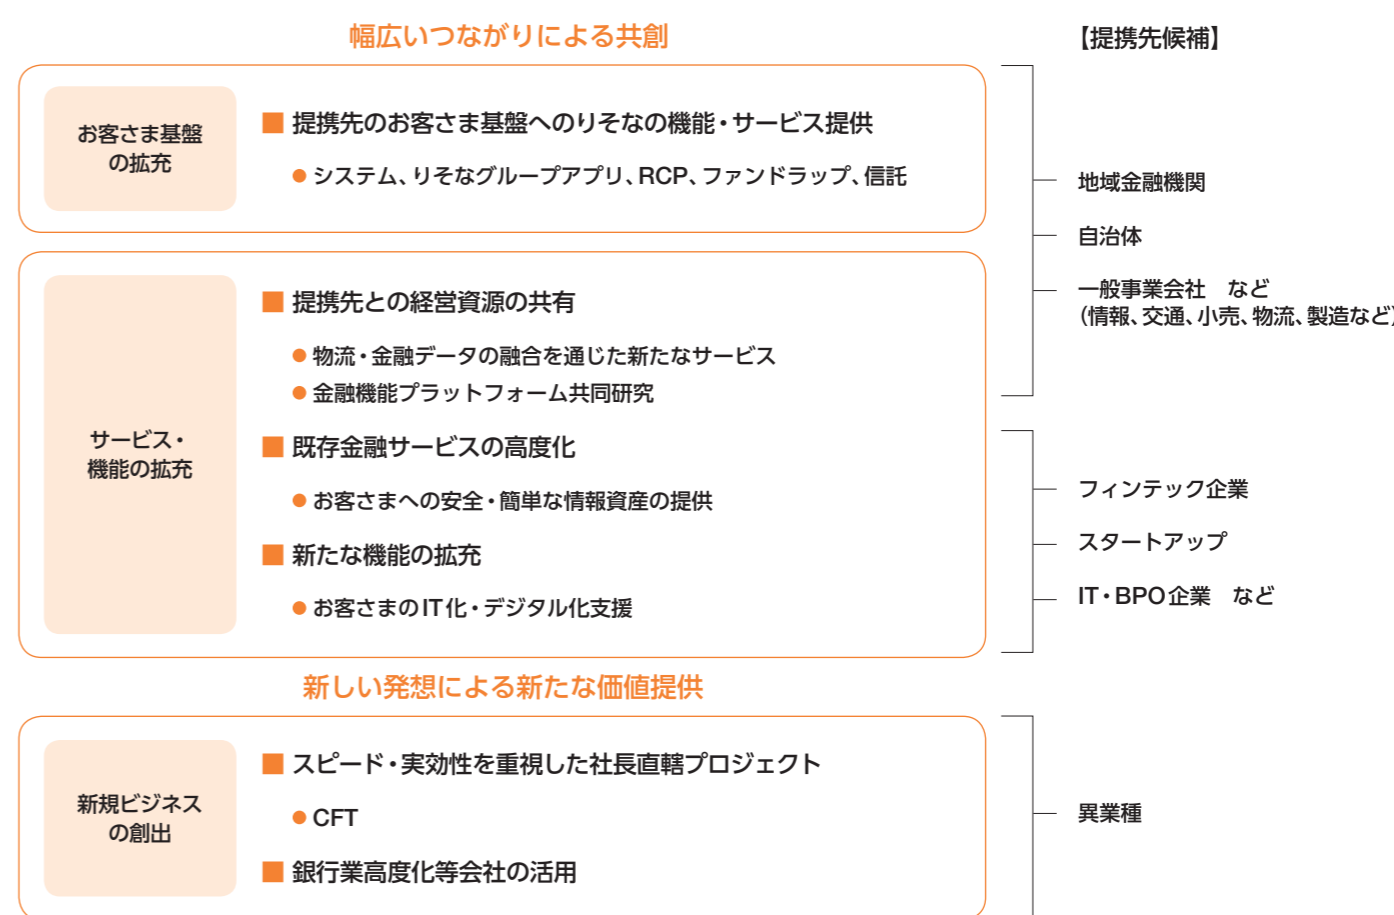 幅広いつながりによる共創
【提携先候補】
お客さま基盤
の拡充
■ 提携先のお客さま基盤へのりそなの機能・サービス提供
● システム、りそなグループアプリ、RCP、ファンドラップ、信託
地域金融機関
自治体
一般事業会社　など
(情報、交通、小売、物流、製造など)
サービス・
機能の拡充
■ 提携先との経営資源の共有
● 物流・金融データの融合を通じた新たなサービス
● 金融機能プラットフォーム共同研究
■ 既存金融サービスの高度化
● お客さまへの安全・簡単な情報資産の提供
■ 新たな機能の拡充
● お客さまのIT化・デジタル化支援
フィンテック企業
スタートアップ
IT・BPO企業　など
新しい発想による新たな価値提供
新規ビジネス
の創出
■ スピード・実効性を重視した社長直轄プロジェクト
● CFT
■ 銀行業高度化等会社の活用
異業種